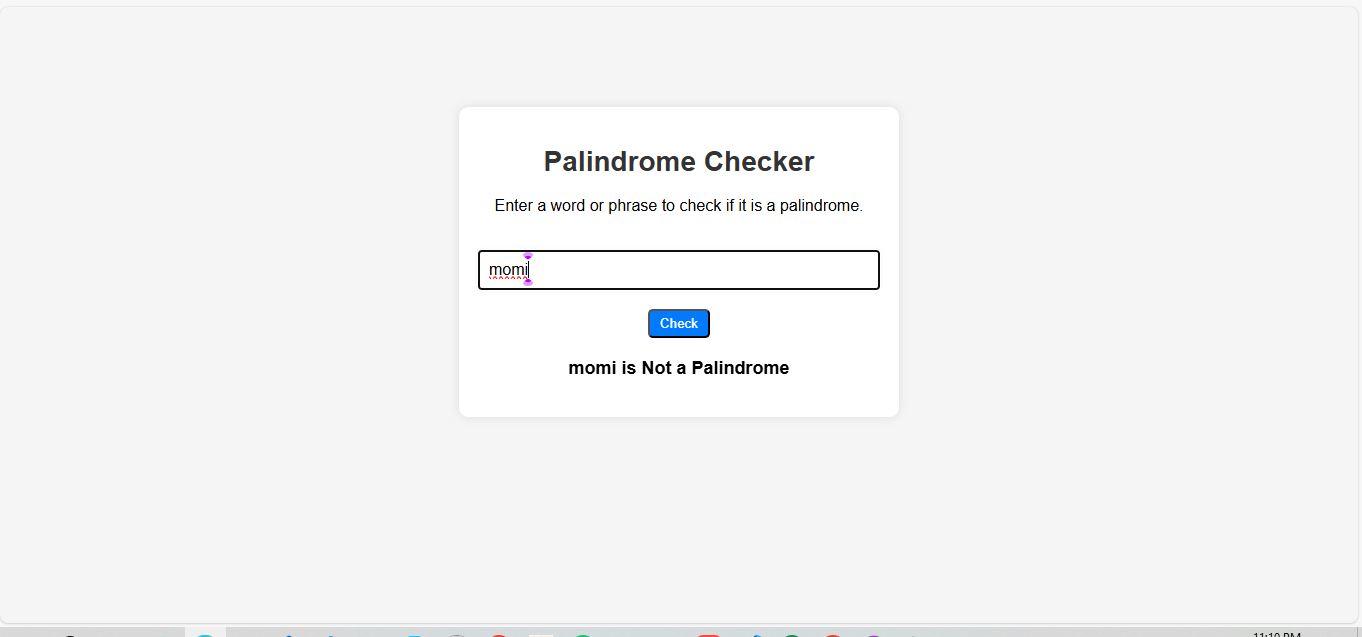 Palindrome Checker
Enter a word or phrase to check if it is a palindrome.
momi
Check
momi is Not a Palindrome
11:10 PM